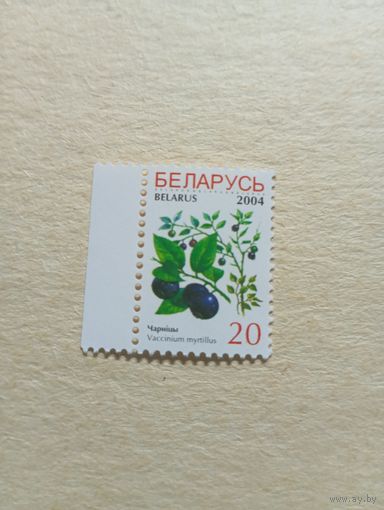 БЕЛАРУСЬ
BELARUS 2004
Чарніцы
Vaccinium myrtillus
20
www.ay.by